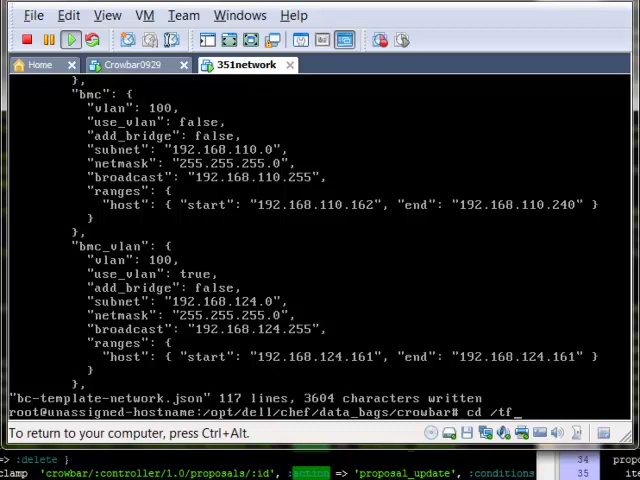 File Edit View VM Team Windows Help
Home Crowbar0929 351network
},
"bmc": {
"vlan": 100,
"use_vlan": false,
"add_bridge": false,
"subnet": "192.168.110.0",
"netmask": "255.255.255.0",
"broadcast": "192.168.110.255",
"ranges": {
"host": { "start": "192.168.110.162", "end": "192.168.110.240" }
}
},
"bmc_vlan": {
"vlan": 100,
"use_vlan": true,
"add_bridge": false,
"subnet": "192.168.124.0",
"netmask": "255.255.255.0",
"broadcast": "192.168.124.255",
"ranges": {
"host": { "start": "192.168.124.161", "end": "192.168.124.161" }
}
},
"bc-template-network.json" 117 lines, 3604 characters written
root@unassigned-hostname:/opt/dell/chef/data_bags/crowbar# cd /tf_
To return to your computer, press Ctrl+Alt.
=> :delete }
clamp 'crowbar/:controller/1.0/proposals/:id', :action => 'proposal_update', :conditions
34 propo
35 ite